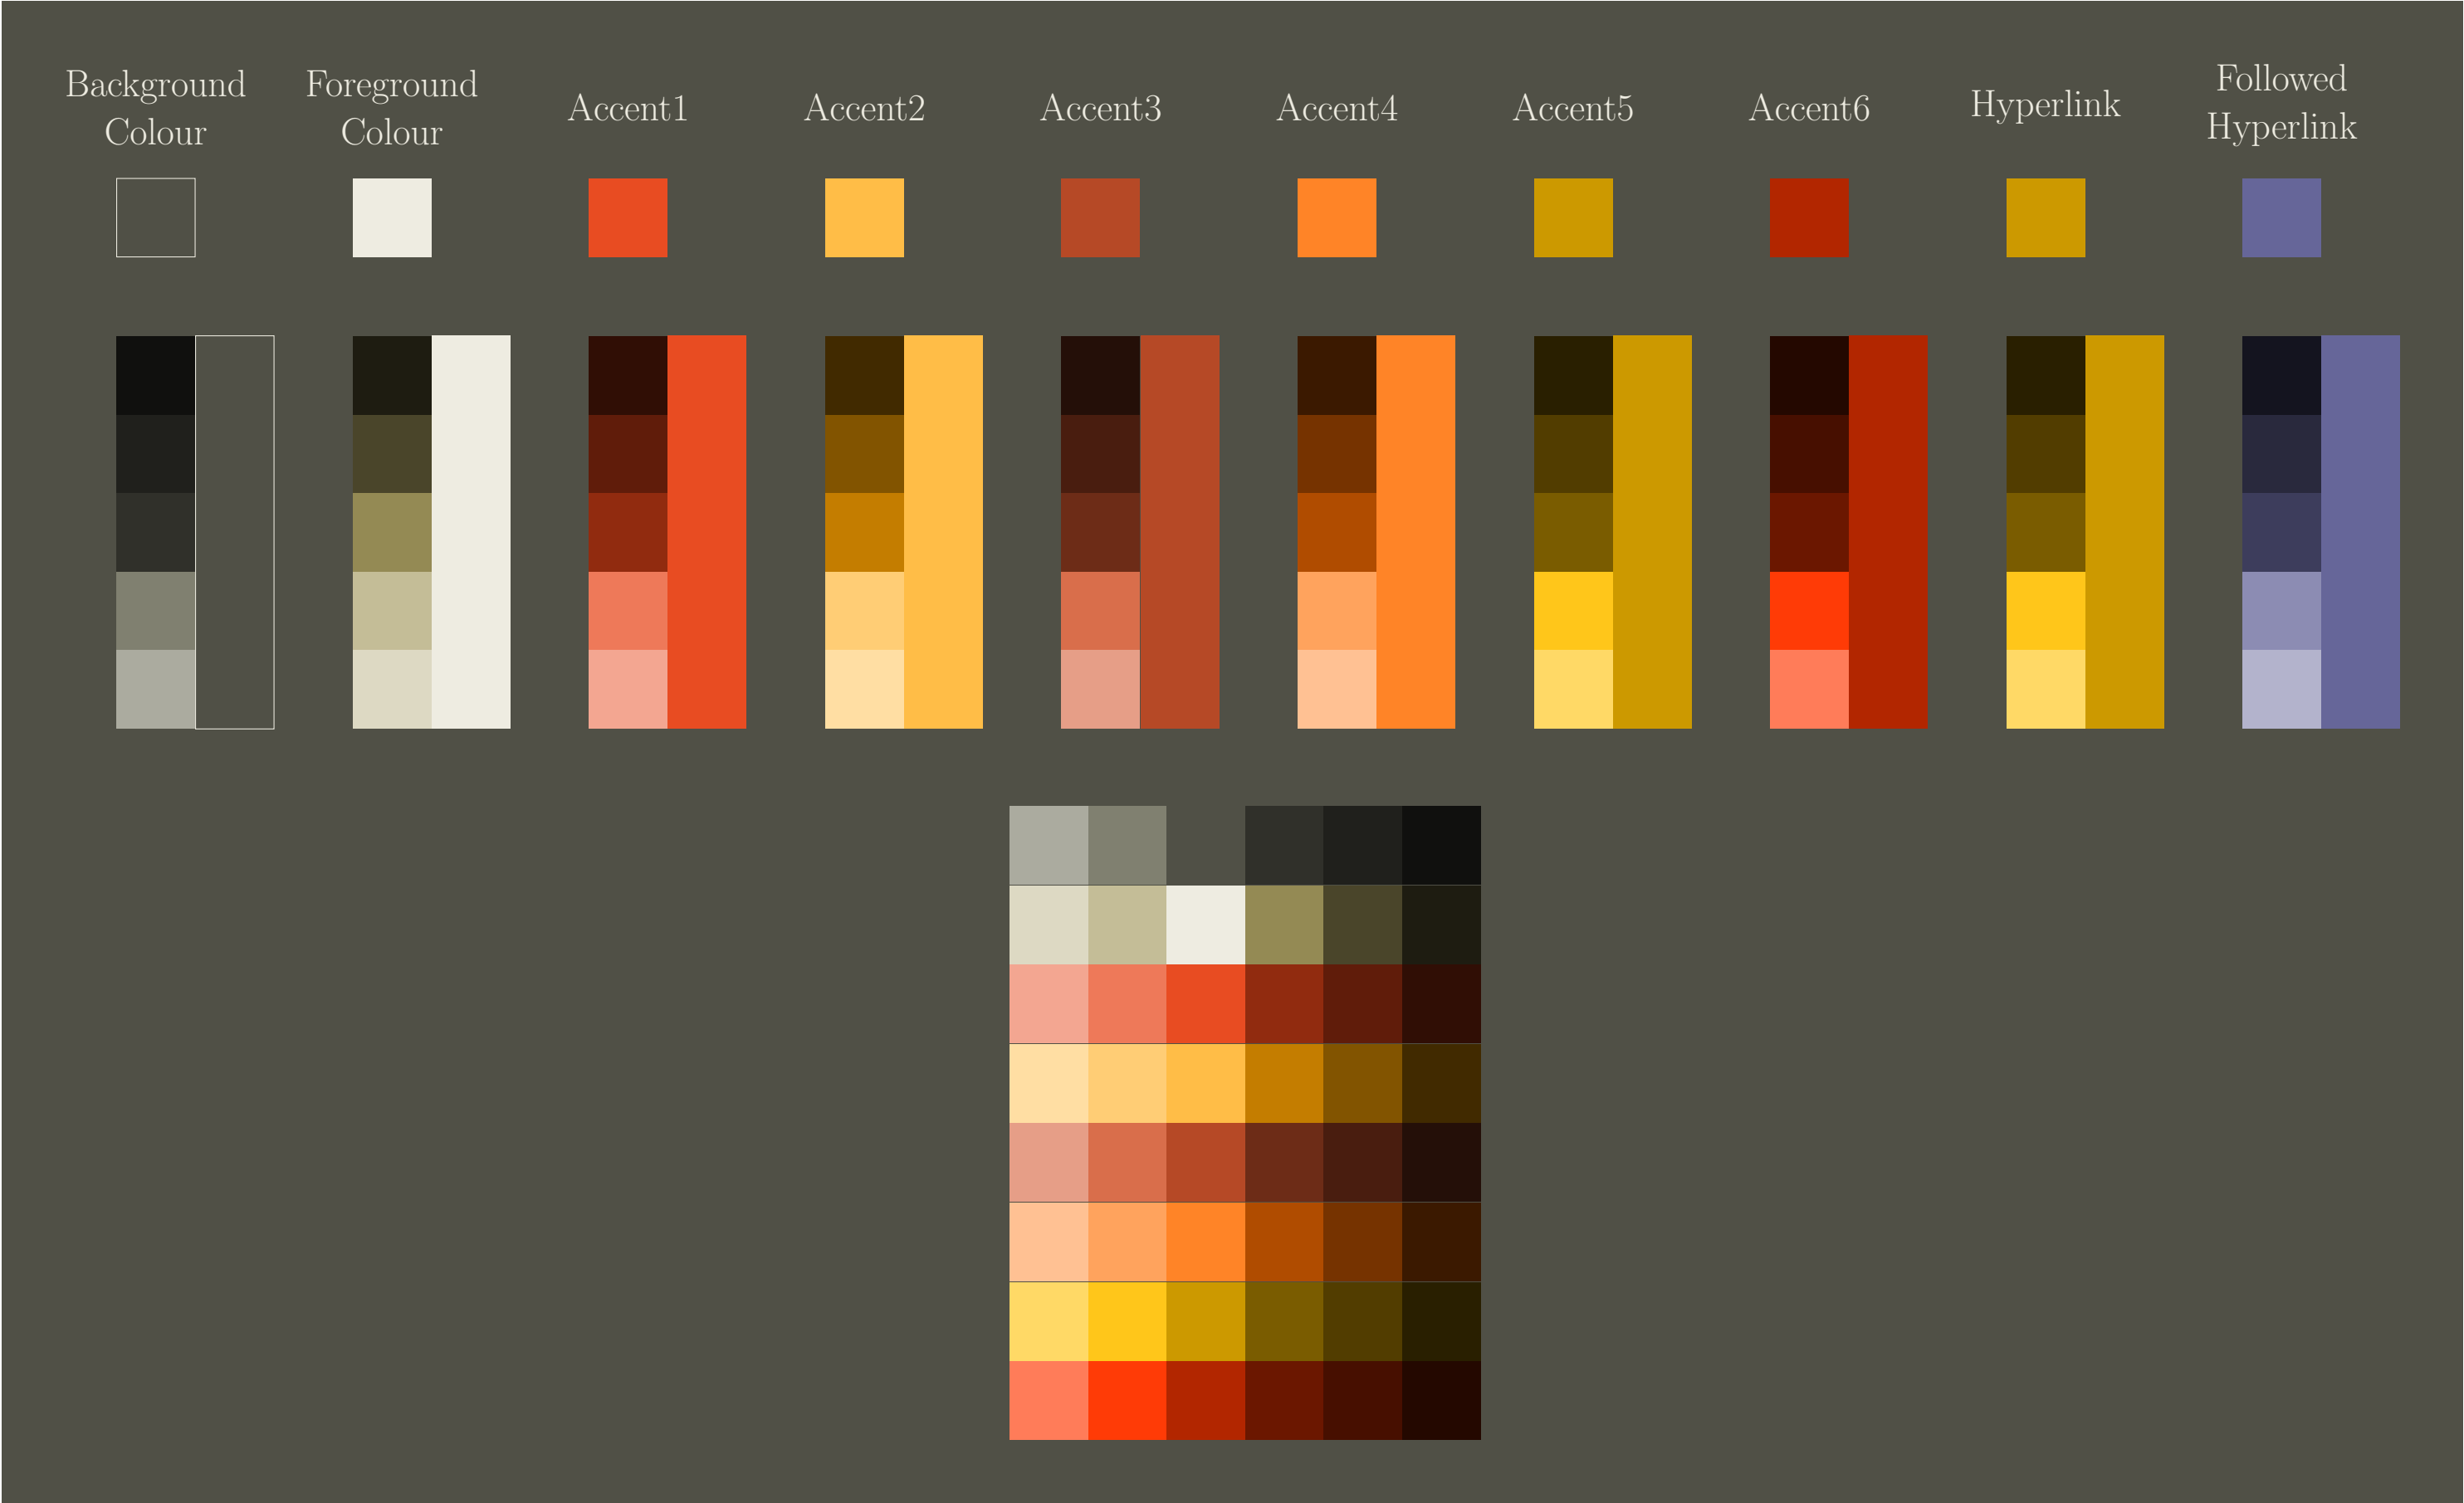 Background
Colour
Foreground
Colour
Accent1
Accent2
Accent3
Accent4
Accent5
Accent6
Hyperlink
Followed
Hyperlink